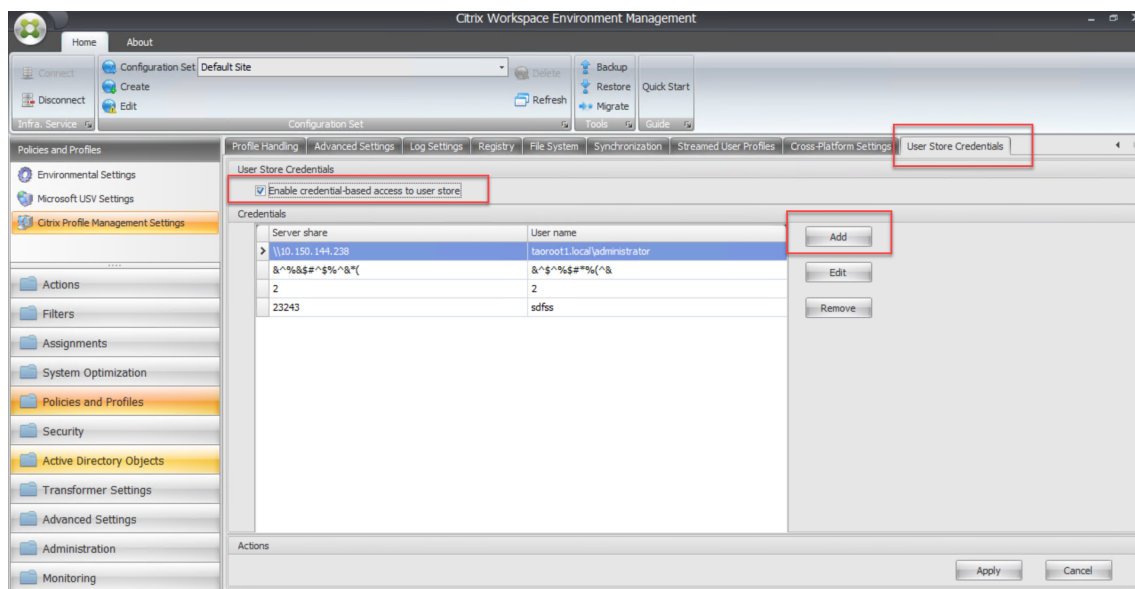 Citrix Workspace Environment Management
Home About
Connect
Disconnect
Infra. Service
Configuration Set Default Site
Create
Edit
Delete
Refresh
Configuration Set
Backup
Restore
Migrate
Tools
Quick Start
Guide
Policies and Profiles
Environmental Settings
Microsoft USV Settings
Citrix Profile Management Settings
Actions
Filters
Assignments
System Optimization
Policies and Profiles
Security
Active Directory Objects
Transformer Settings
Advanced Settings
Administration
Monitoring
Profile Handling Advanced Settings Log Settings Registry File System Synchronization Streamed User Profiles Cross-Platform Settings User Store Credentials
User Store Credentials
Enable credential-based access to user store
Credentials
Server share User name
\\10.150.144.238 taoroot1.local\administrator
&^%&$#^$%^&*( &^$^%$#*%(^&
2 2
23243 sdfss
Add
Edit
Remove
Actions
Apply Cancel